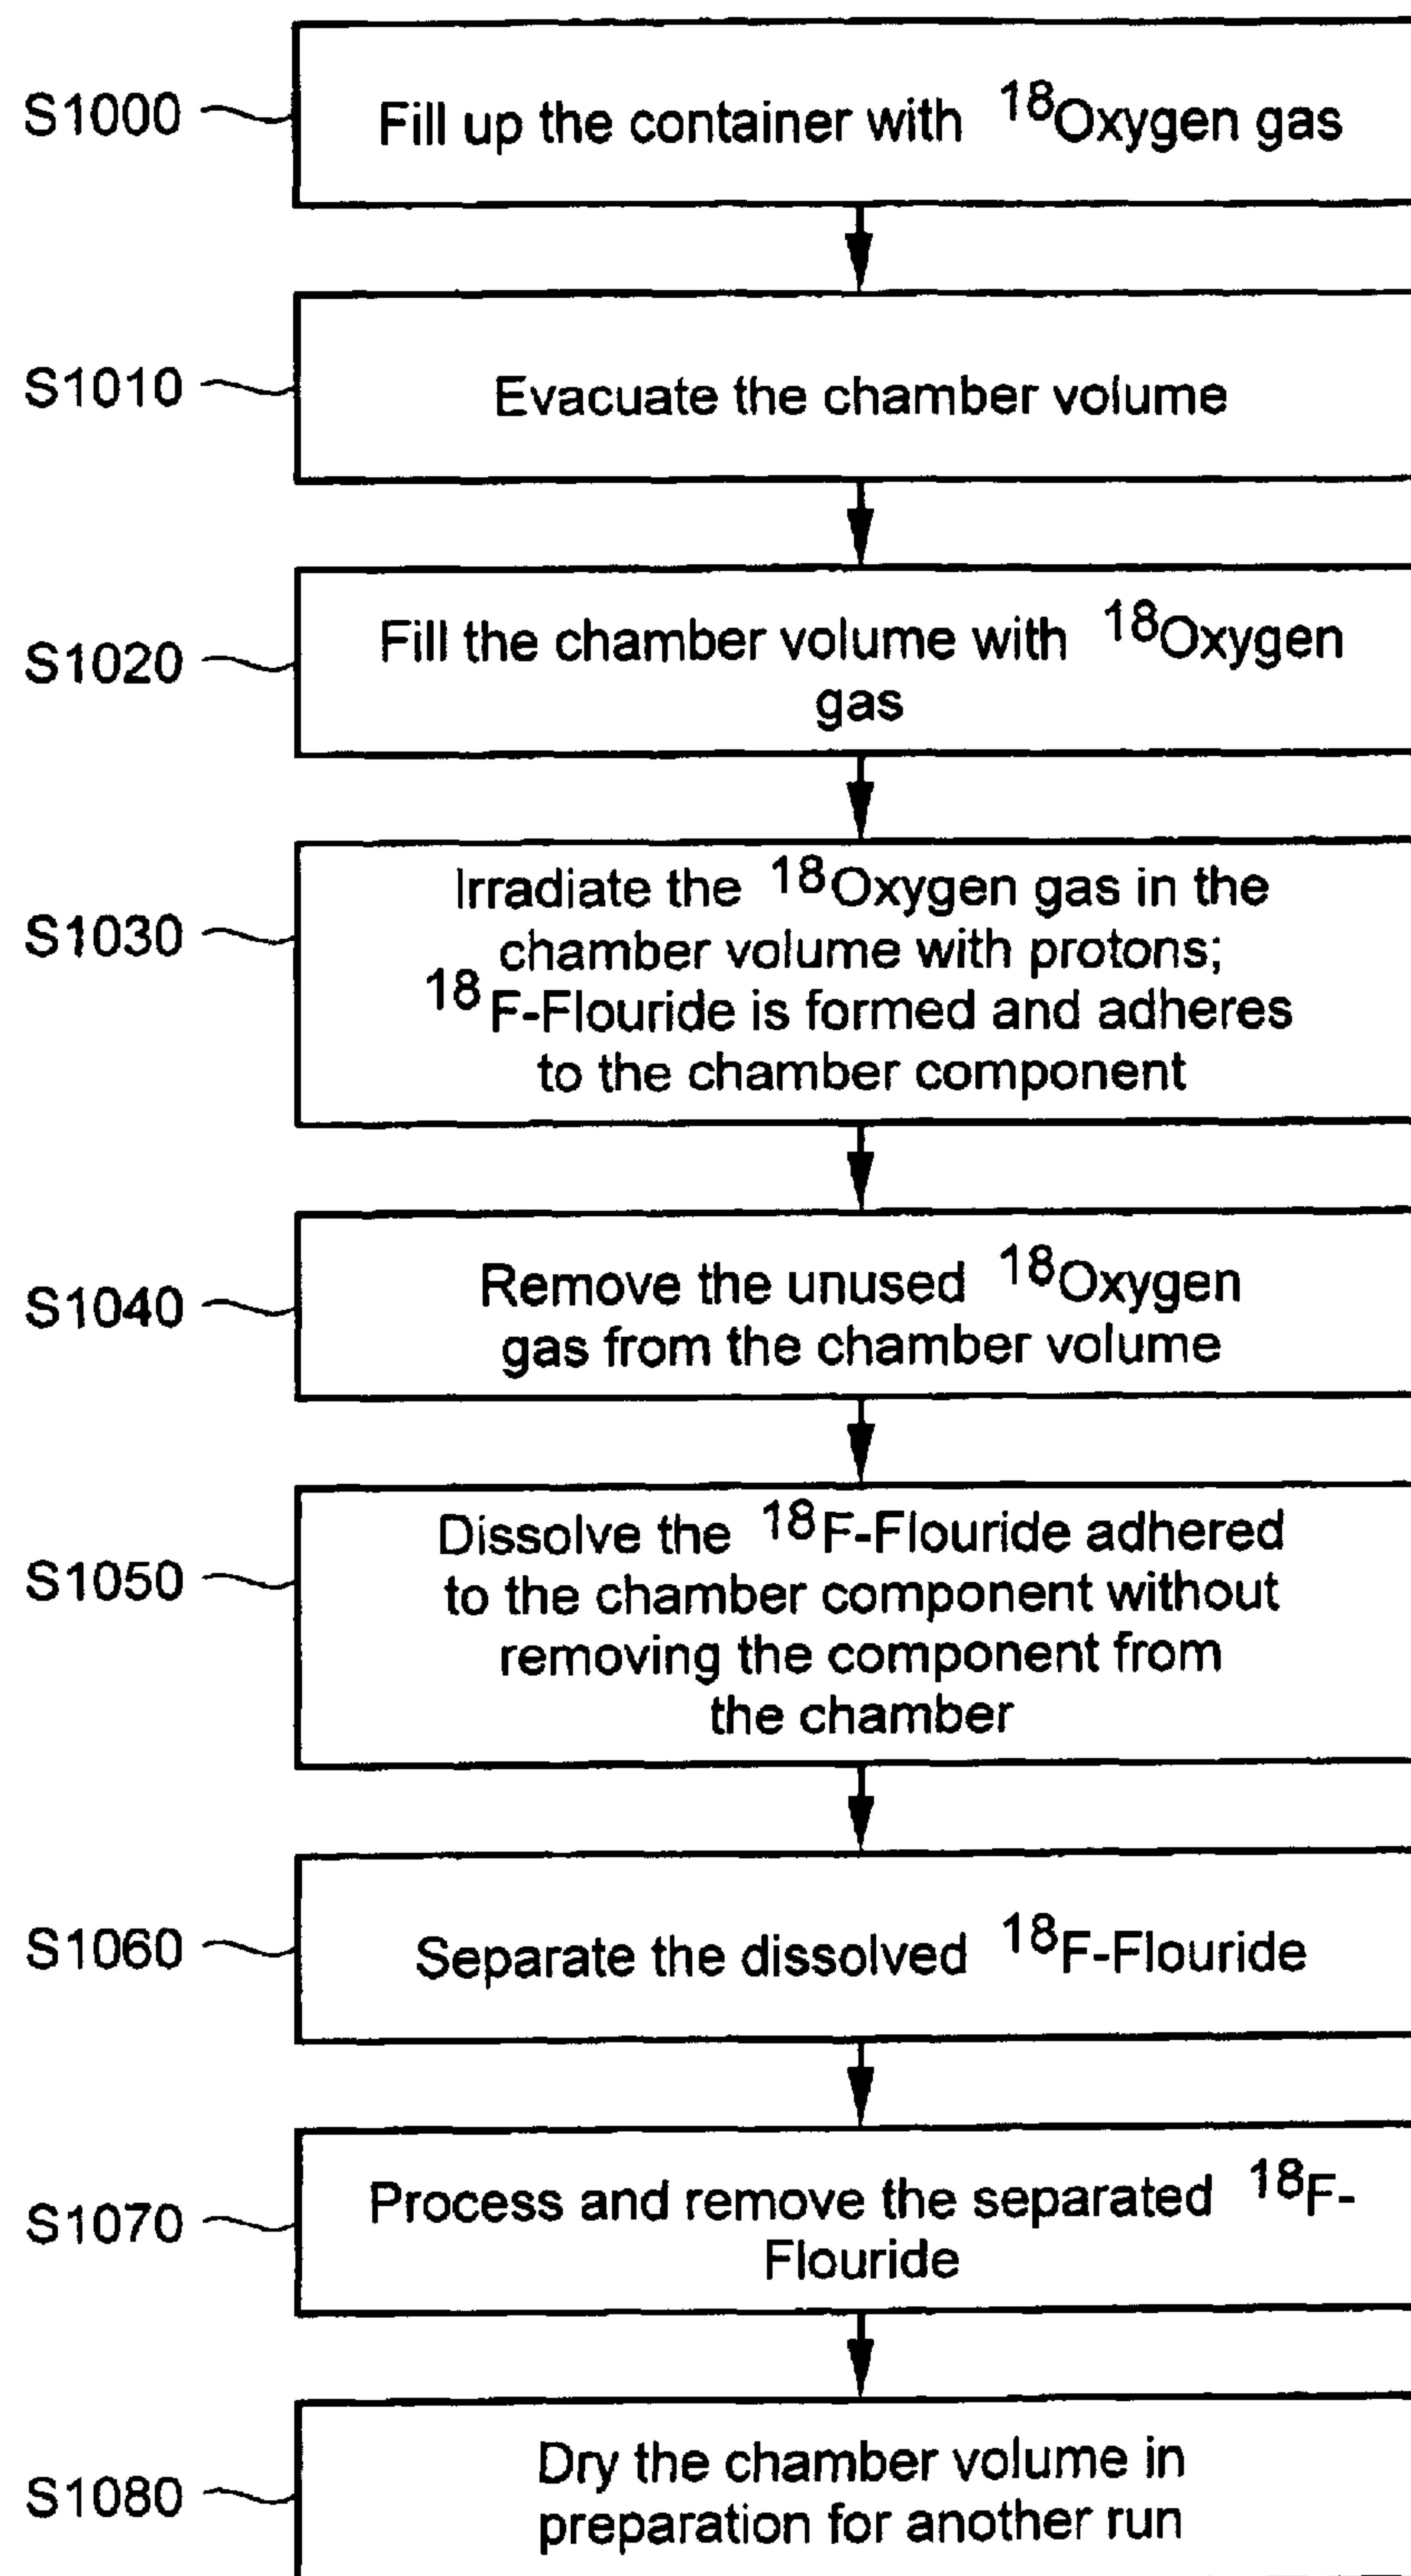 S1000
Fill up the container with 18Oxygen gas
S1010
Evacuate the chamber volume
S1020
Fill the chamber volume with 18Oxygen
gas
S1030
Irradiate the 18Oxygen gas in the
chamber volume with protons;
18F-Flouride is formed and adheres
to the chamber component
S1040
Remove the unused 18Oxygen
gas from the chamber volume
S1050
Dissolve the 18F-Flouride adhered
to the chamber component without
removing the component from
the chamber
S1060
Separate the dissolved 18F-Flouride
S1070
Process and remove the separated 18F-
Flouride
S1080
Dry the chamber volume in
preparation for another run